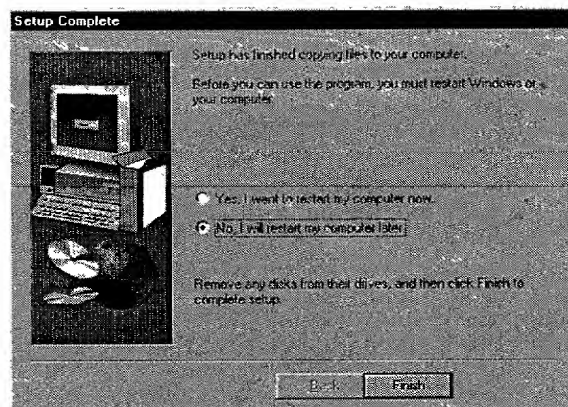 Setup Complete
Setup has finished copying files to your computer.
Before you can use the program, you must restart Windows or
your computer.
Yes, I want to restart my computer now.
No, I will restart my computer later.
Remove any disks from their drives, and then click Finish to
complete setup.
Back
Finish